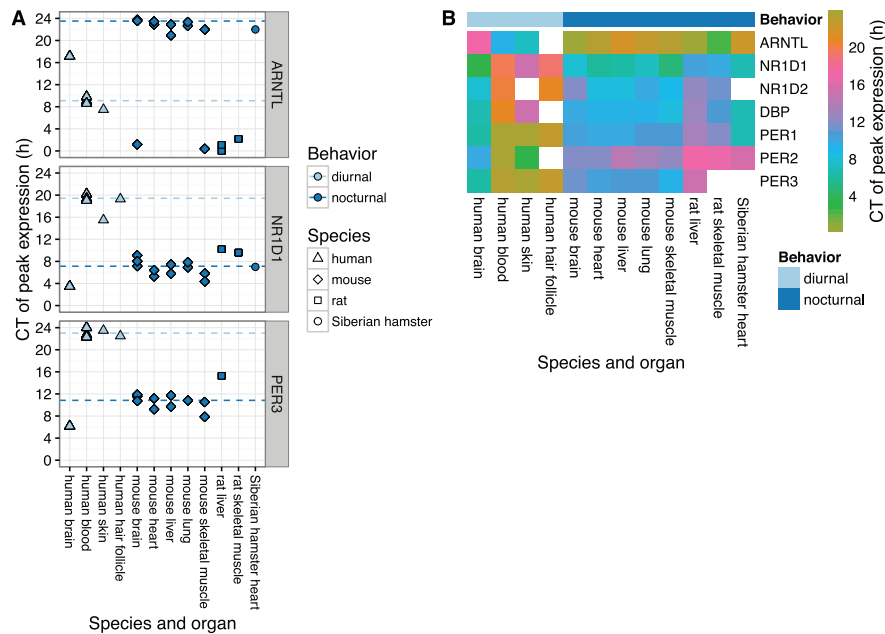 A
CT of peak expression (h)
24
20
16
12
8
4
0
ARNTL
24
20
16
12
8
4
0
NR1D1
24
20
16
12
8
4
0
PER3
human brain
human blood
human skin
human hair follicle
mouse brain
mouse heart
mouse liver
mouse lung
mouse skeletal muscle
rat liver
rat skeletal muscle
Siberian hamster heart
Species and organ
Behavior
diurnal
nocturnal
Species
human
mouse
rat
Siberian hamster
B
Behavior
ARNTL
NR1D1
NR1D2
DBP
PER1
PER2
PER3
human brain
human blood
human skin
human hair follicle
mouse brain
mouse heart
mouse liver
mouse lung
mouse skeletal muscle
rat liver
rat skeletal muscle
Siberian hamster heart
Species and organ
20
16
12
8
4
CT of peak expression (h)
Behavior
diurnal
nocturnal